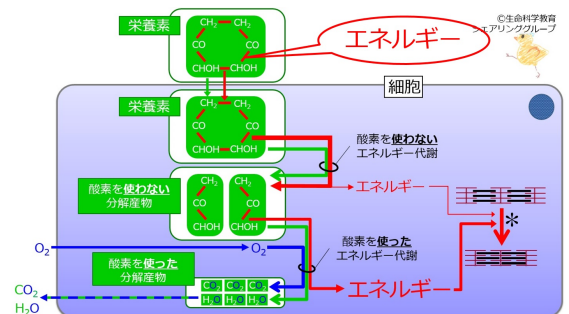 ©生命科学教育
シェアリンググループ
栄養素
CH₂
CO
CHOH
CHOH
エネルギー
細胞
栄養素
CH₂
CO
CHOH
CHOH
酸素を使わない
エネルギー代謝
酸素を使わない
分解産物
CH₂
CO
CHOH
CH₂
CO
CHOH
エネルギー
*
O₂
O₂
酸素を使った
エネルギー代謝
酸素を使った
分解産物
CO₂ CO₂ CO₂
H₂O H₂O H₂O
エネルギー
CO₂
H₂O